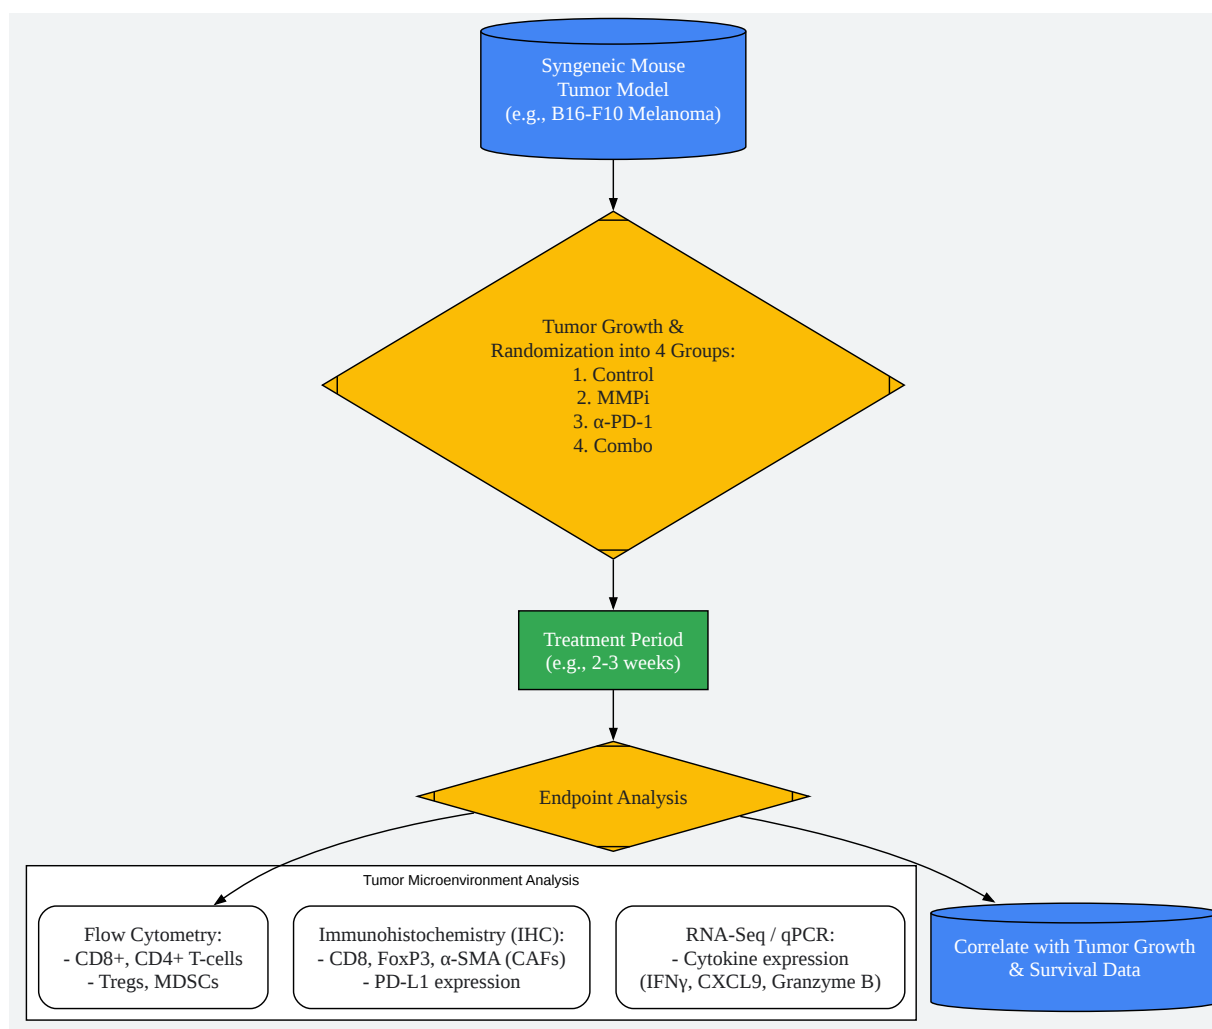 Syngeneic Mouse
Tumor Model
(e.g., B16-F10 Melanoma)
Tumor Growth &
Randomization into 4 Groups:
1. Control
2. MMPi
3. α-PD-1
4. Combo
Treatment Period
(e.g., 2-3 weeks)
Endpoint Analysis
Tumor Microenvironment Analysis
Flow Cytometry:
- CD8+, CD4+ T-cells
- Tregs, MDSCs
Immunohistochemistry (IHC):
- CD8, FoxP3, α-SMA (CAFs)
- PD-L1 expression
RNA-Seq / qPCR:
- Cytokine expression
(IFNγ, CXCL9, Granzyme B)
Correlate with Tumor Growth
& Survival Data